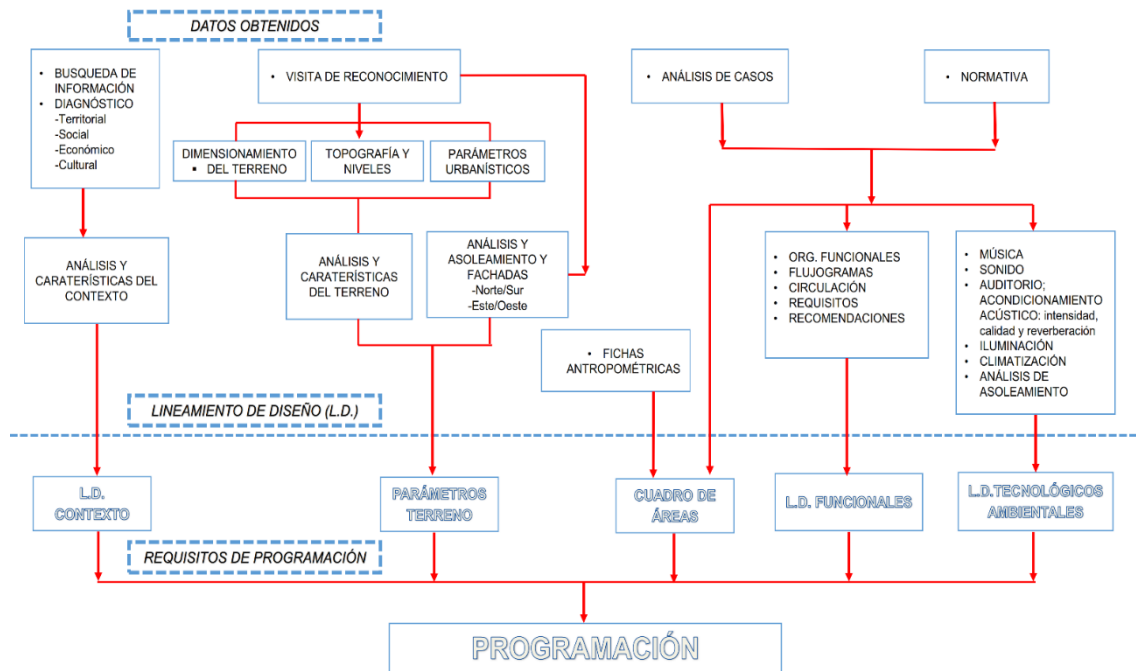 DATOS OBTENIDOS
• BUSQUEDA DE
INFORMACIÓN
• DIAGNÓSTICO
-Territorial
-Social
-Económico
-Cultural
• VISITA DE RECONOCIMIENTO
• ANÁLISIS DE CASOS
• NORMATIVA
DIMENSIONAMIENTO
▪ DEL TERRENO
TOPOGRAFÍA Y
NIVELES
PARÁMETROS
URBANÍSTICOS
ANÁLISIS Y
CARATERÍSTICAS DEL
CONTEXTO
ANÁLISIS Y
CARATERÍSTICAS
DEL TERRENO
ANÁLISIS Y
ASOLEAMIENTO Y
FACHADAS
-Norte/Sur
-Este/Oeste
• ORG. FUNCIONALES
• FLUJOGRAMAS
• CIRCULACIÓN
• REQUISITOS
• RECOMENDACIONES
• MÚSICA
• SONIDO
• AUDITORIO;
ACONDICIONAMIENTO
ACÚSTICO: intensidad,
calidad y reverberación
• ILUMINACIÓN
• CLIMATIZACIÓN
• ANÁLISIS DE
ASOLEAMIENTO
• FICHAS
ANTROPOMÉTRICAS
LINEAMIENTO DE DISEÑO (L.D.)
L.D.
CONTEXTO
PARÁMETROS
TERRENO
CUADRO DE
ÁREAS
L.D. FUNCIONALES
L.D.TECNOLÓGICOS
AMBIENTALES
REQUISITOS DE PROGRAMACIÓN
PROGRAMACIÓN